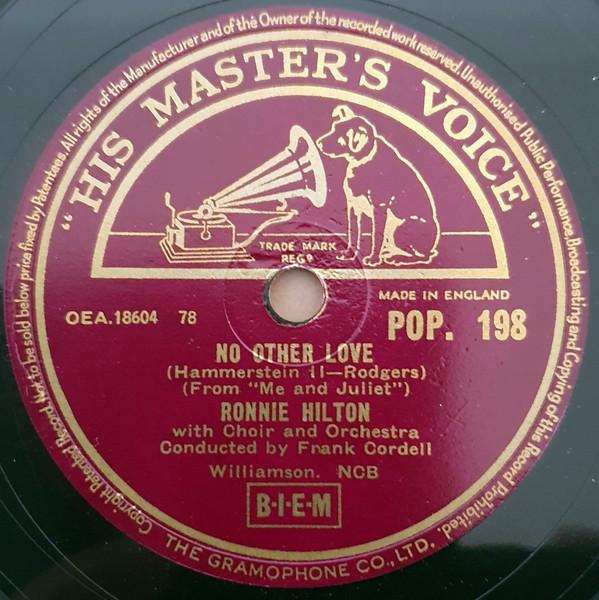 Patented Record Not to be sold below price fixed by Patentees. All rights of the Manufacturer and of the Owner of the recorded work reserved. Unauthorised Public Performance, Broadcasting and Copying of this Record Prohibited.
"HIS MASTER'S VOICE"
TRADE MARK
REGD
MADE IN ENGLAND
OEA.18604 78
POP. 198
NO OTHER LOVE
(Hammerstein II—Rodgers)
(From "Me and Juliet")
RONNIE HILTON
with Choir and Orchestra
Conducted by Frank Cordell
Williamson. NCB
B·I·E·M
THE GRAMOPHONE CO., LTD.